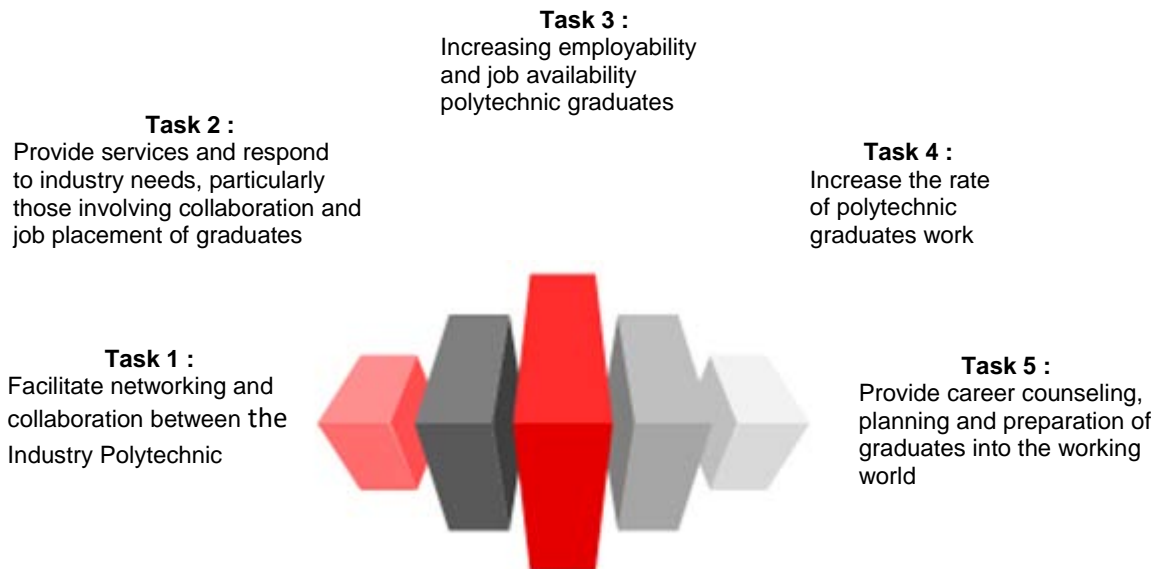 Task 1 :
Facilitate networking and
collaboration between the
Industry Polytechnic
Task 2 :
Provide services and respond
to industry needs, particularly
those involving collaboration and
job placement of graduates
Task 3 :
Increasing employability
and job availability
polytechnic graduates
Task 4 :
Increase the rate
of polytechnic
graduates work
Task 5 :
Provide career counseling,
planning and preparation of
graduates into the working
world